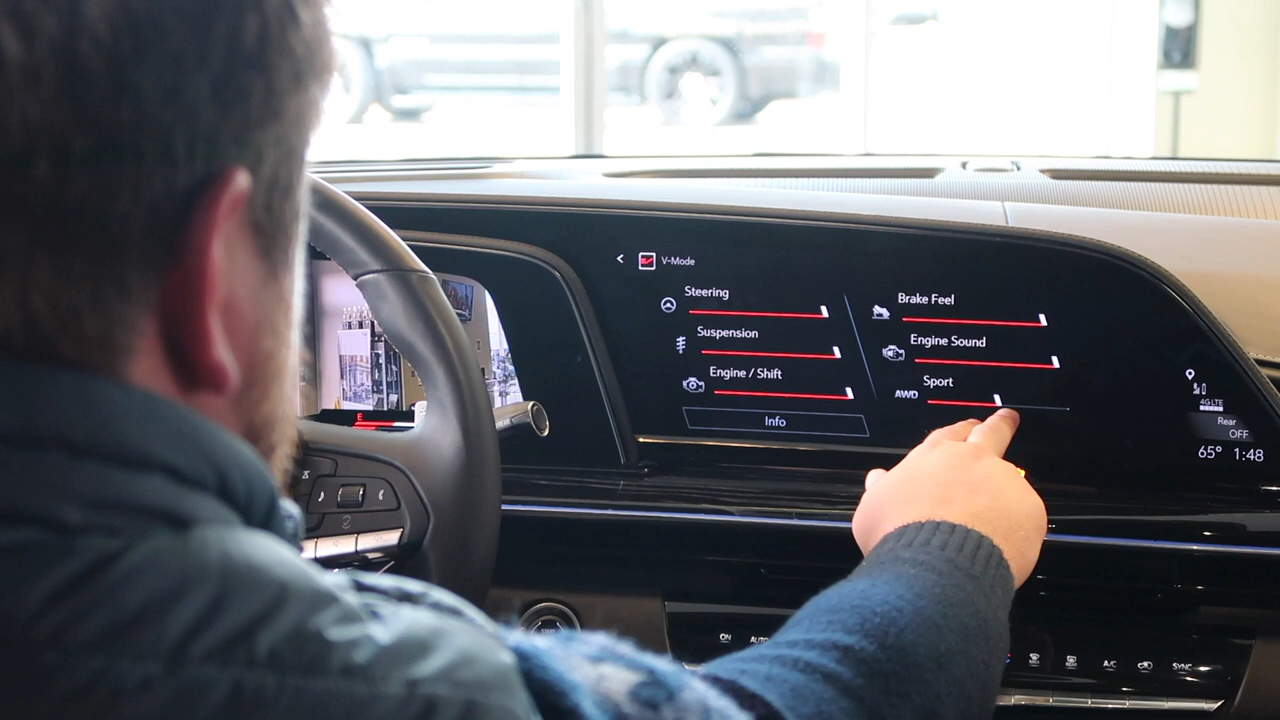 < V-Mode
Steering
Suspension
Engine / Shift
Info
Brake Feel
Engine Sound
AWD Sport
4G LTE
Rear
OFF
65° 1:48
E
ON AUTO
A/C SYNC